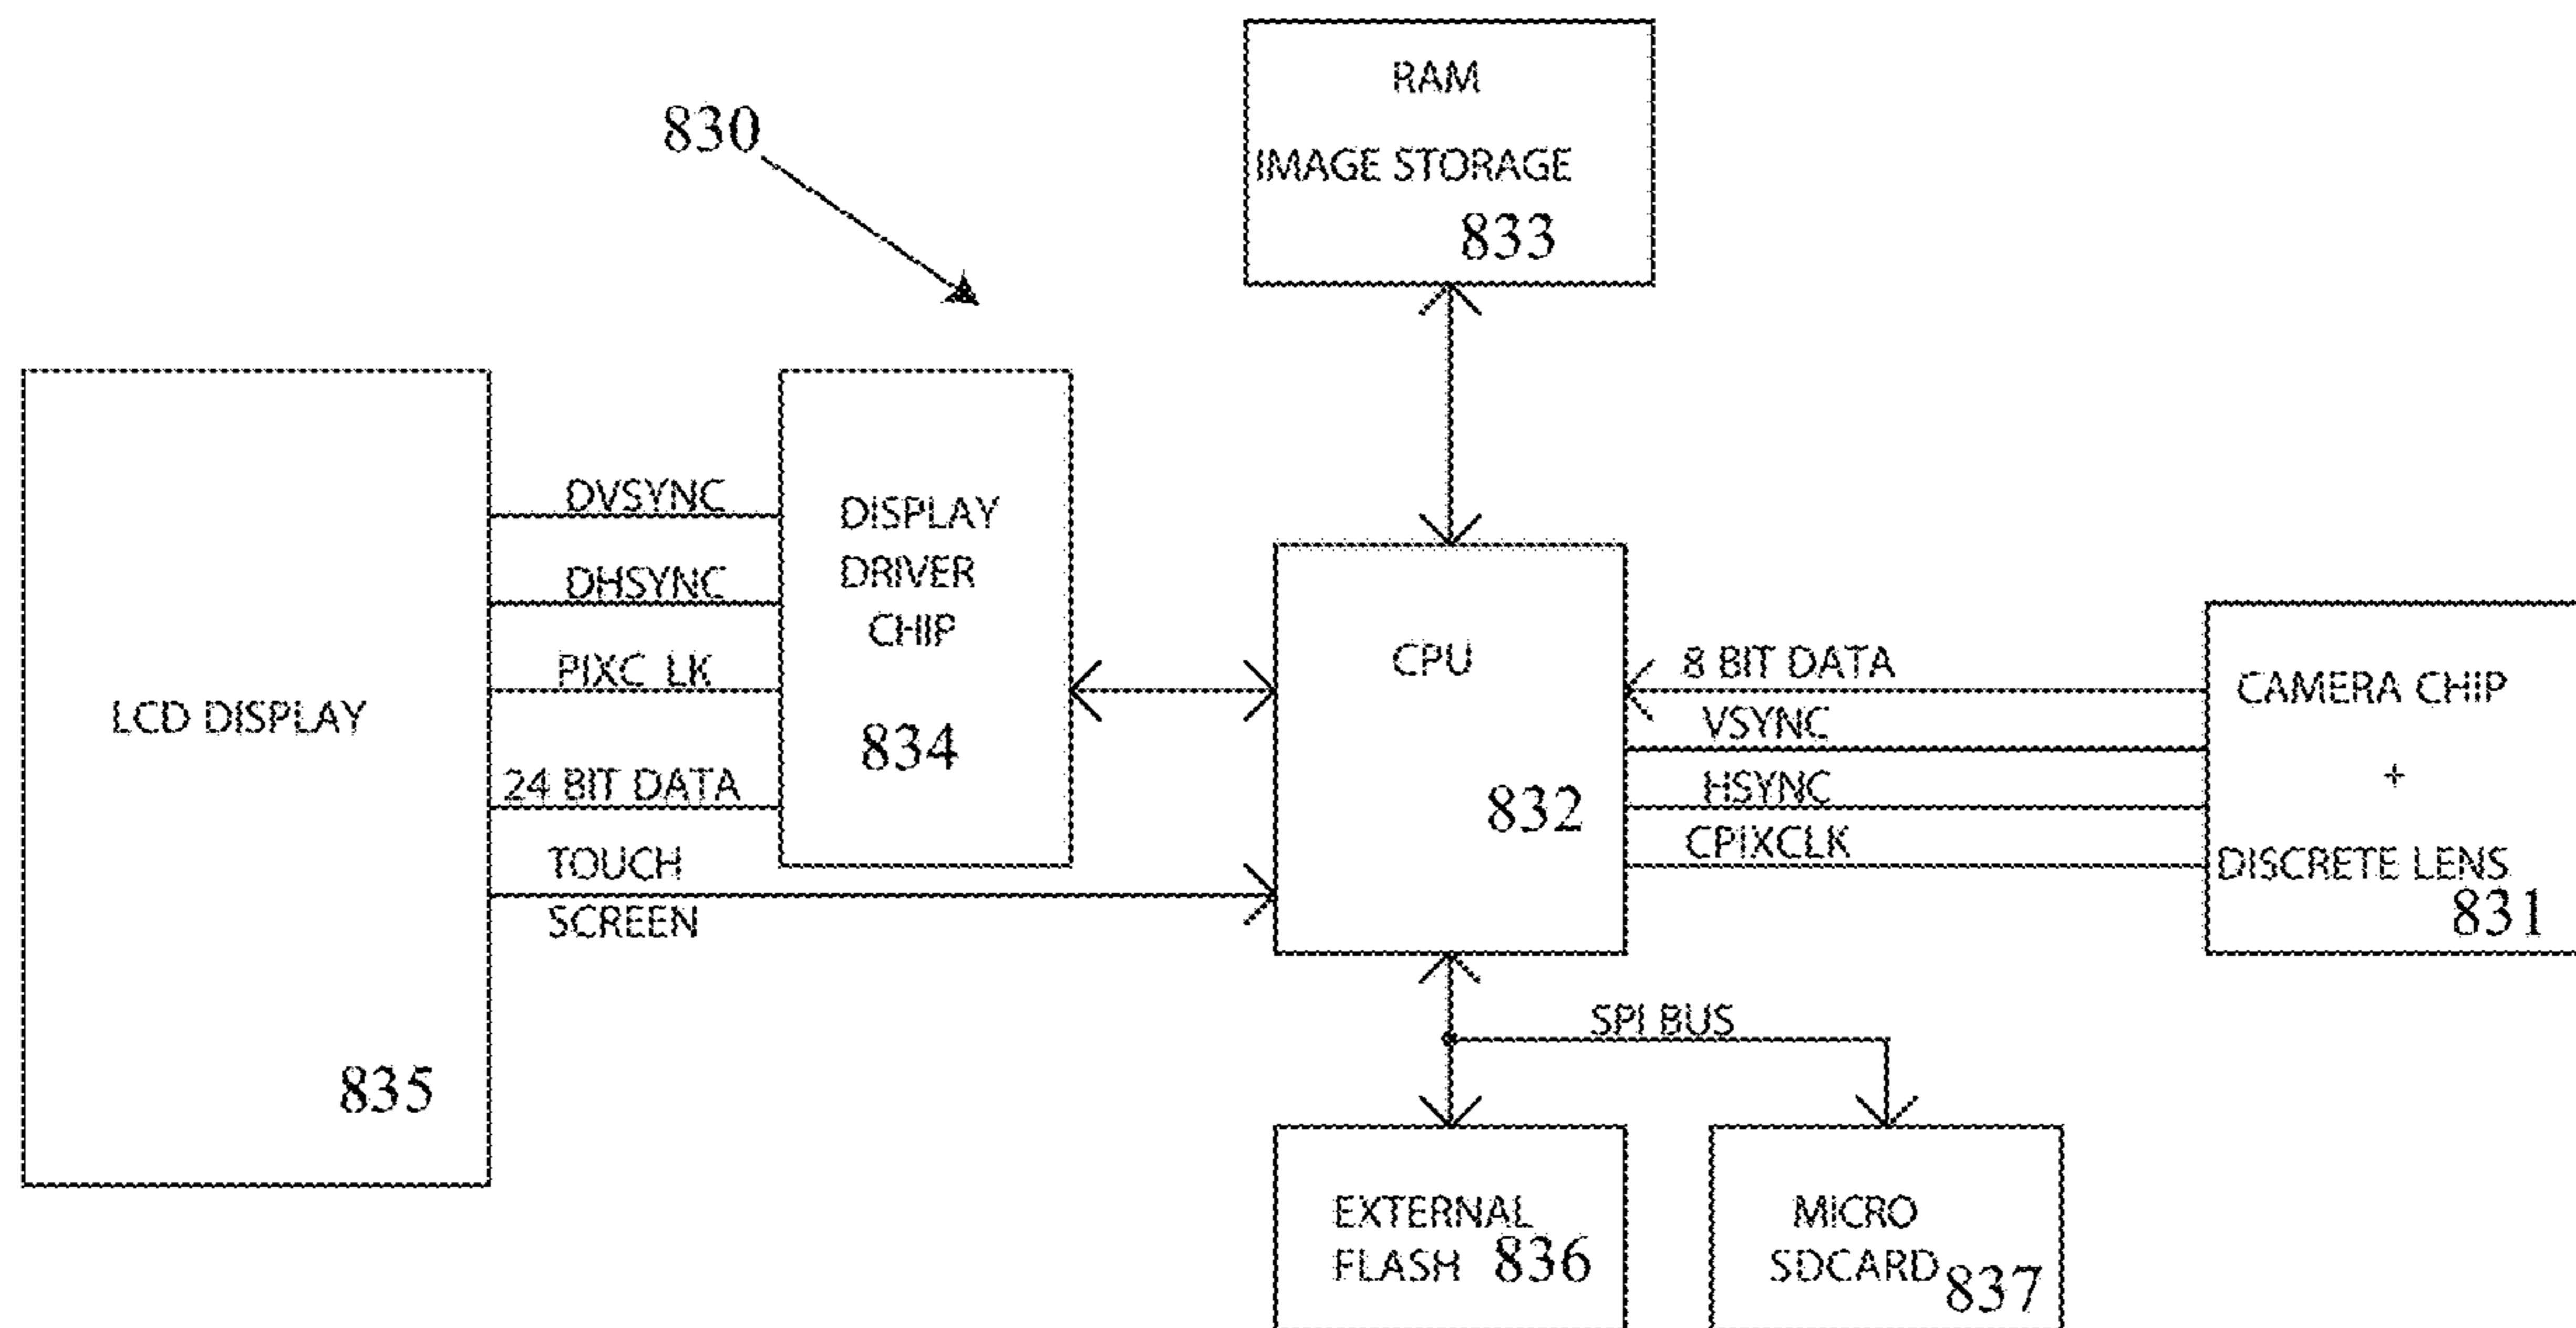 RAM
IMAGE STORAGE
833
830
DVSYNC
DHSYNC
PIXC LK
24 BIT DATA
TOUCH
SCREEN
LCD DISPLAY
835
DISPLAY
DRIVER
CHIP
834
CPU
832
8 BIT DATA
VSYNC
HSYNC
CPIXCLK
CAMERA CHIP
+
DISCRETE LENS
831
SPI BUS
EXTERNAL
FLASH 836
MICRO
SDCARD 837